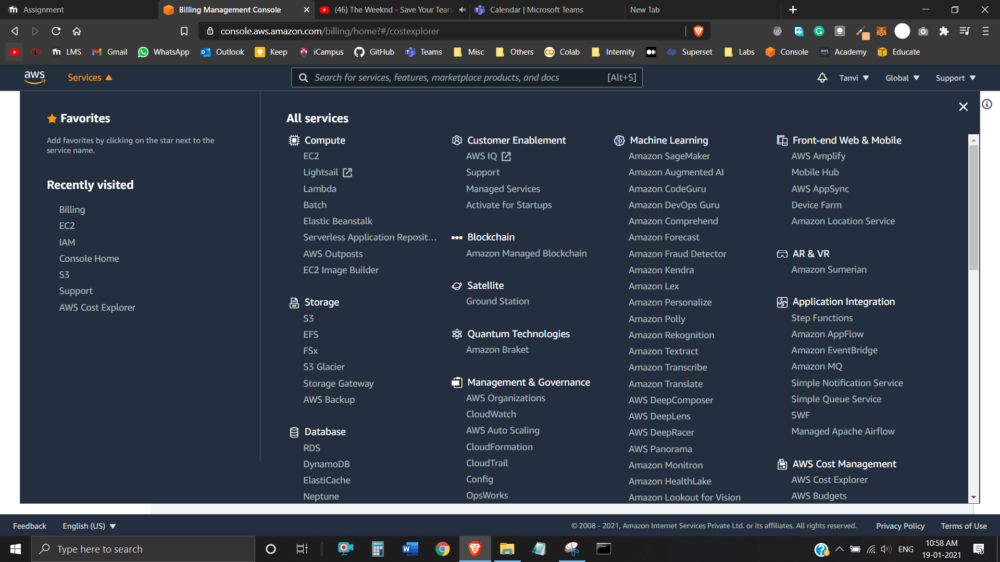 Assignment
Billing Management Console
(46) The Weeknd - Save Your Tears
Calendar | Microsoft Teams
New Tab
console.aws.amazon.com/billing/home?#/costexplorer
LMS
Gmail
WhatsApp
Outlook
Keep
iCampus
GitHub
Teams
Misc
Others
Colab
Internity
Superset
Labs
Console
Academy
Educate
aws
Services
Search for services, features, marketplace products, and docs
[Alt+S]
Tanvi
Global
Support
Favorites
Add favorites by clicking on the star next to the
service name.
Recently visited
Billing
EC2
IAM
Console Home
S3
Support
AWS Cost Explorer
All services
Compute
EC2
Lightsail
Lambda
Batch
Elastic Beanstalk
Serverless Application Reposit...
AWS Outposts
EC2 Image Builder
Storage
S3
EFS
FSx
S3 Glacier
Storage Gateway
AWS Backup
Database
RDS
DynamoDB
ElastiCache
Neptune
Customer Enablement
AWS IQ
Support
Managed Services
Activate for Startups
Blockchain
Amazon Managed Blockchain
Satellite
Ground Station
Quantum Technologies
Amazon Braket
Management & Governance
AWS Organizations
CloudWatch
AWS Auto Scaling
CloudFormation
CloudTrail
Config
OpsWorks
Machine Learning
Amazon SageMaker
Amazon Augmented AI
Amazon CodeGuru
Amazon DevOps Guru
Amazon Comprehend
Amazon Forecast
Amazon Fraud Detector
Amazon Kendra
Amazon Lex
Amazon Personalize
Amazon Polly
Amazon Rekognition
Amazon Textract
Amazon Transcribe
Amazon Translate
AWS DeepComposer
AWS DeepLens
AWS DeepRacer
AWS Panorama
Amazon Monitron
Amazon HealthLake
Amazon Lookout for Vision
Front-end Web & Mobile
AWS Amplify
Mobile Hub
AWS AppSync
Device Farm
Amazon Location Service
AR & VR
Amazon Sumerian
Application Integration
Step Functions
Amazon AppFlow
Amazon EventBridge
Amazon MQ
Simple Notification Service
Simple Queue Service
SWF
Managed Apache Airflow
AWS Cost Management
AWS Cost Explorer
AWS Budgets
Feedback
English (US)
© 2008 - 2021, Amazon Internet Services Private Ltd. or its affiliates. All rights reserved.
Privacy Policy
Terms of Use
Type here to search
ENG
10:58 AM
19-01-2021